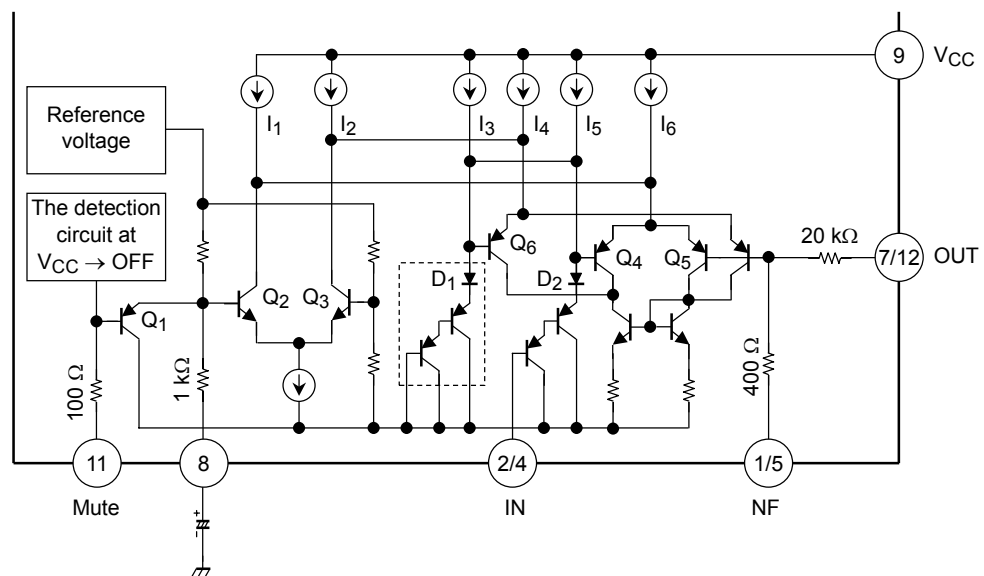 9
VCC
I1
I2
I3
I4
I5
I6
Reference
voltage
The detection
circuit at
VCC → OFF
Q1
Q2
Q3
Q6
Q4
Q5
D1
D2
20 kΩ
7/12
OUT
100 Ω
1 kΩ
400 Ω
11
8
2/4
1/5
Mute
IN
NF
+
−